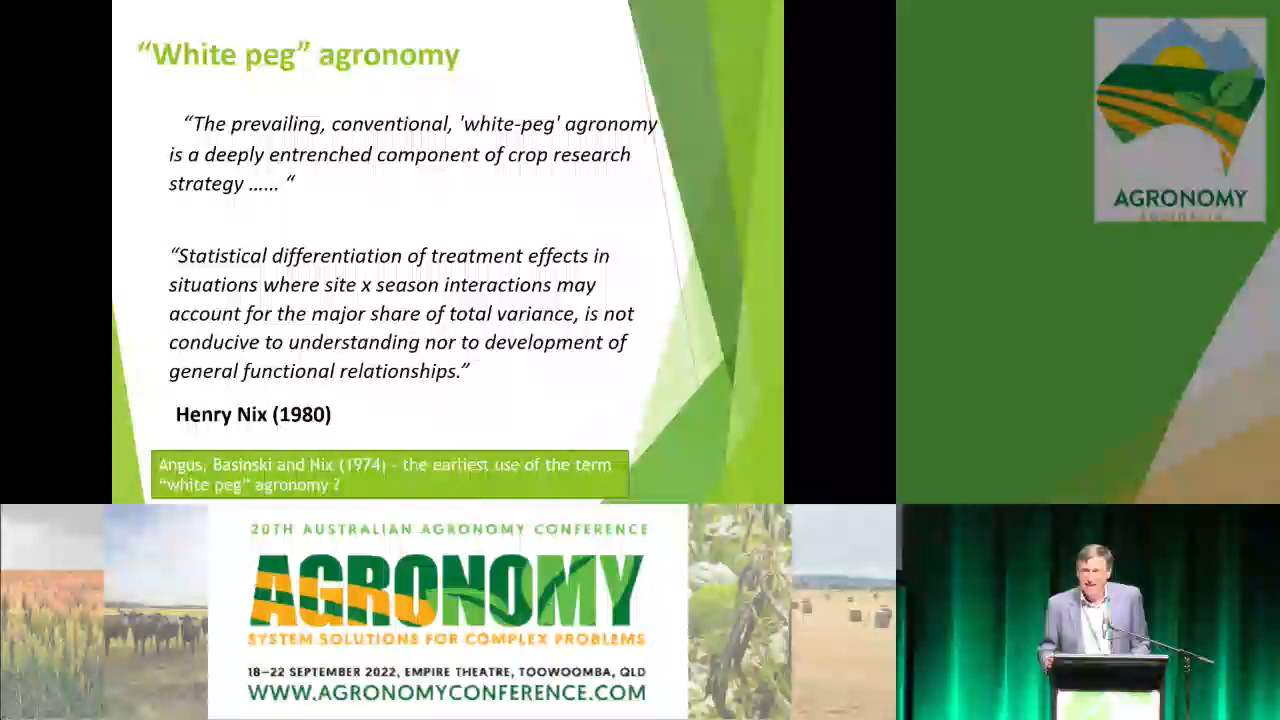 “White peg” agronomy
“The prevailing, conventional, 'white-peg' agronomy
is a deeply entrenched component of crop research
strategy …... “
“Statistical differentiation of treatment effects in
situations where site x season interactions may
account for the major share of total variance, is not
conducive to understanding nor to development of
general functional relationships.”
Henry Nix (1980)
Angus, Basinski and Nix (1974) - the earliest use of the term
“white peg” agronomy ?
AGRONOMY
AUSTRALIA
20TH AUSTRALIAN AGRONOMY CONFERENCE
AGRONOMY
SYSTEM SOLUTIONS FOR COMPLEX PROBLEMS
18–22 SEPTEMBER 2022, EMPIRE THEATRE, TOOWOOMBA, QLD
WWW.AGRONOMYCONFERENCE.COM